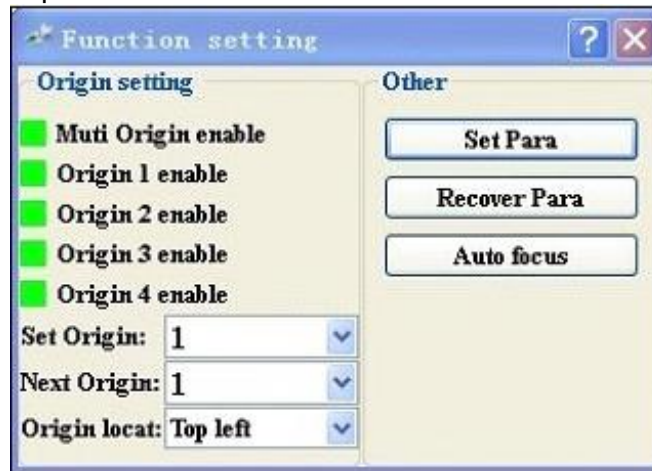 Function setting
Origin setting
Muti Origin enable
Origin 1 enable
Origin 2 enable
Origin 3 enable
Origin 4 enable
Set Origin: 1
Next Origin: 1
Origin locat: Top left
Other
Set Para
Recover Para
Auto focus